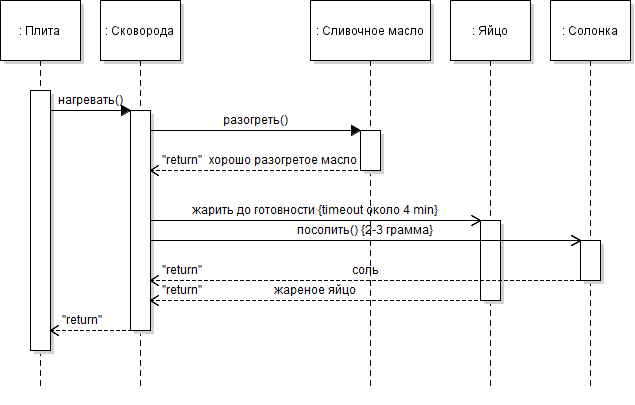 : Плита
: Сковорода
: Сливочное масло
: Яйцо
: Солонка
нагревать()
разогреть()
"return" хорошо разогретое масло
жарить до готовности {timeout около 4 min}
посолить() {2-3 грамма}
"return" соль
"return" жареное яйцо
"return"